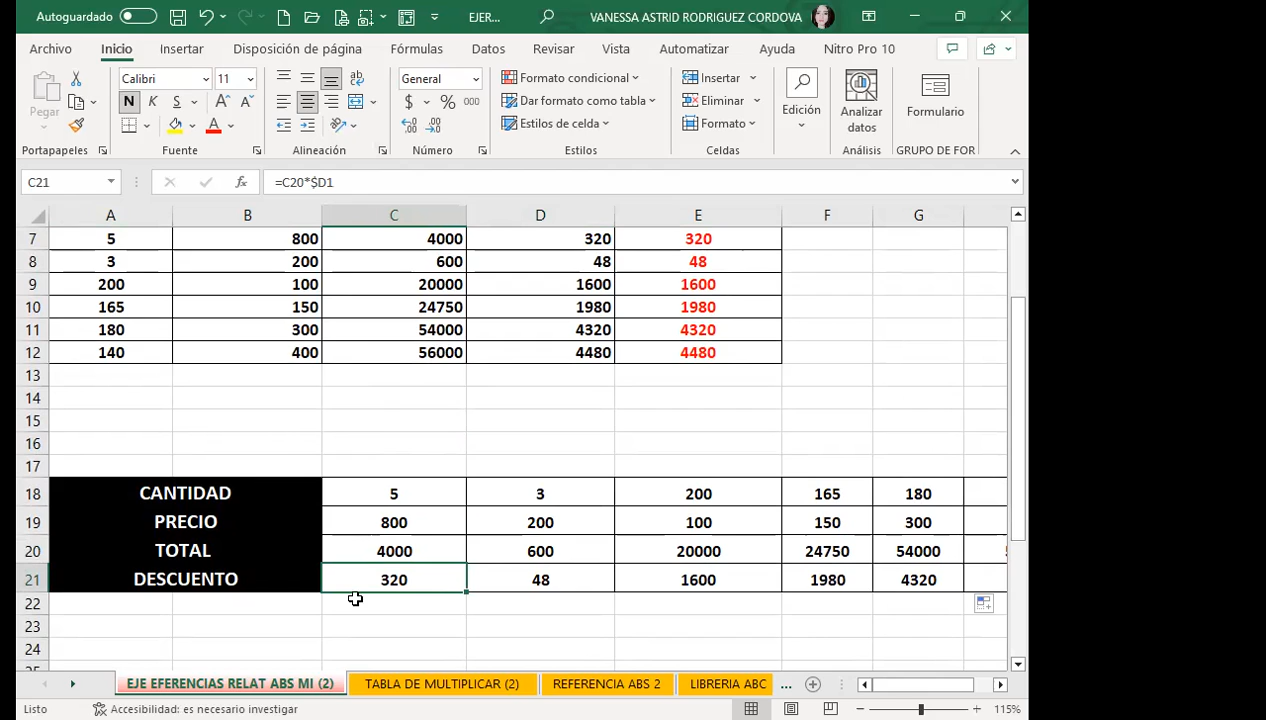 Autoguardado EJER... VANESSA ASTRID RODRIGUEZ CORDOVA
Archivo Inicio Insertar Disposición de página Fórmulas Datos Revisar Vista Automatizar Ayuda Nitro Pro 10
Pegar Calibri 11 General Formato condicional Insertar Edición Analizar datos Formulario
N K S $ % 000 Dar formato como tabla Eliminar
Estilos de celda Formato
Portapapeles Fuente Alineación Número Estilos Celdas Análisis GRUPO DE FOR
C21 fx =C20*$D1
A B C D E F G
7 5 800 4000 320 320
8 3 200 600 48 48
9 200 100 20000 1600 1600
10 165 150 24750 1980 1980
11 180 300 54000 4320 4320
12 140 400 56000 4480 4480
13
14
15
16
17
18 CANTIDAD 5 3 200 165 180
19 PRECIO 800 200 100 150 300
20 TOTAL 4000 600 20000 24750 54000
21 DESCUENTO 320 48 1600 1980 4320
22
23
24
EJE EFERENCIAS RELAT ABS MI (2) TABLA DE MULTIPLICAR (2) REFERENCIA ABS 2 LIBRERIA ABC ...
Listo Accesibilidad: es necesario investigar 115%